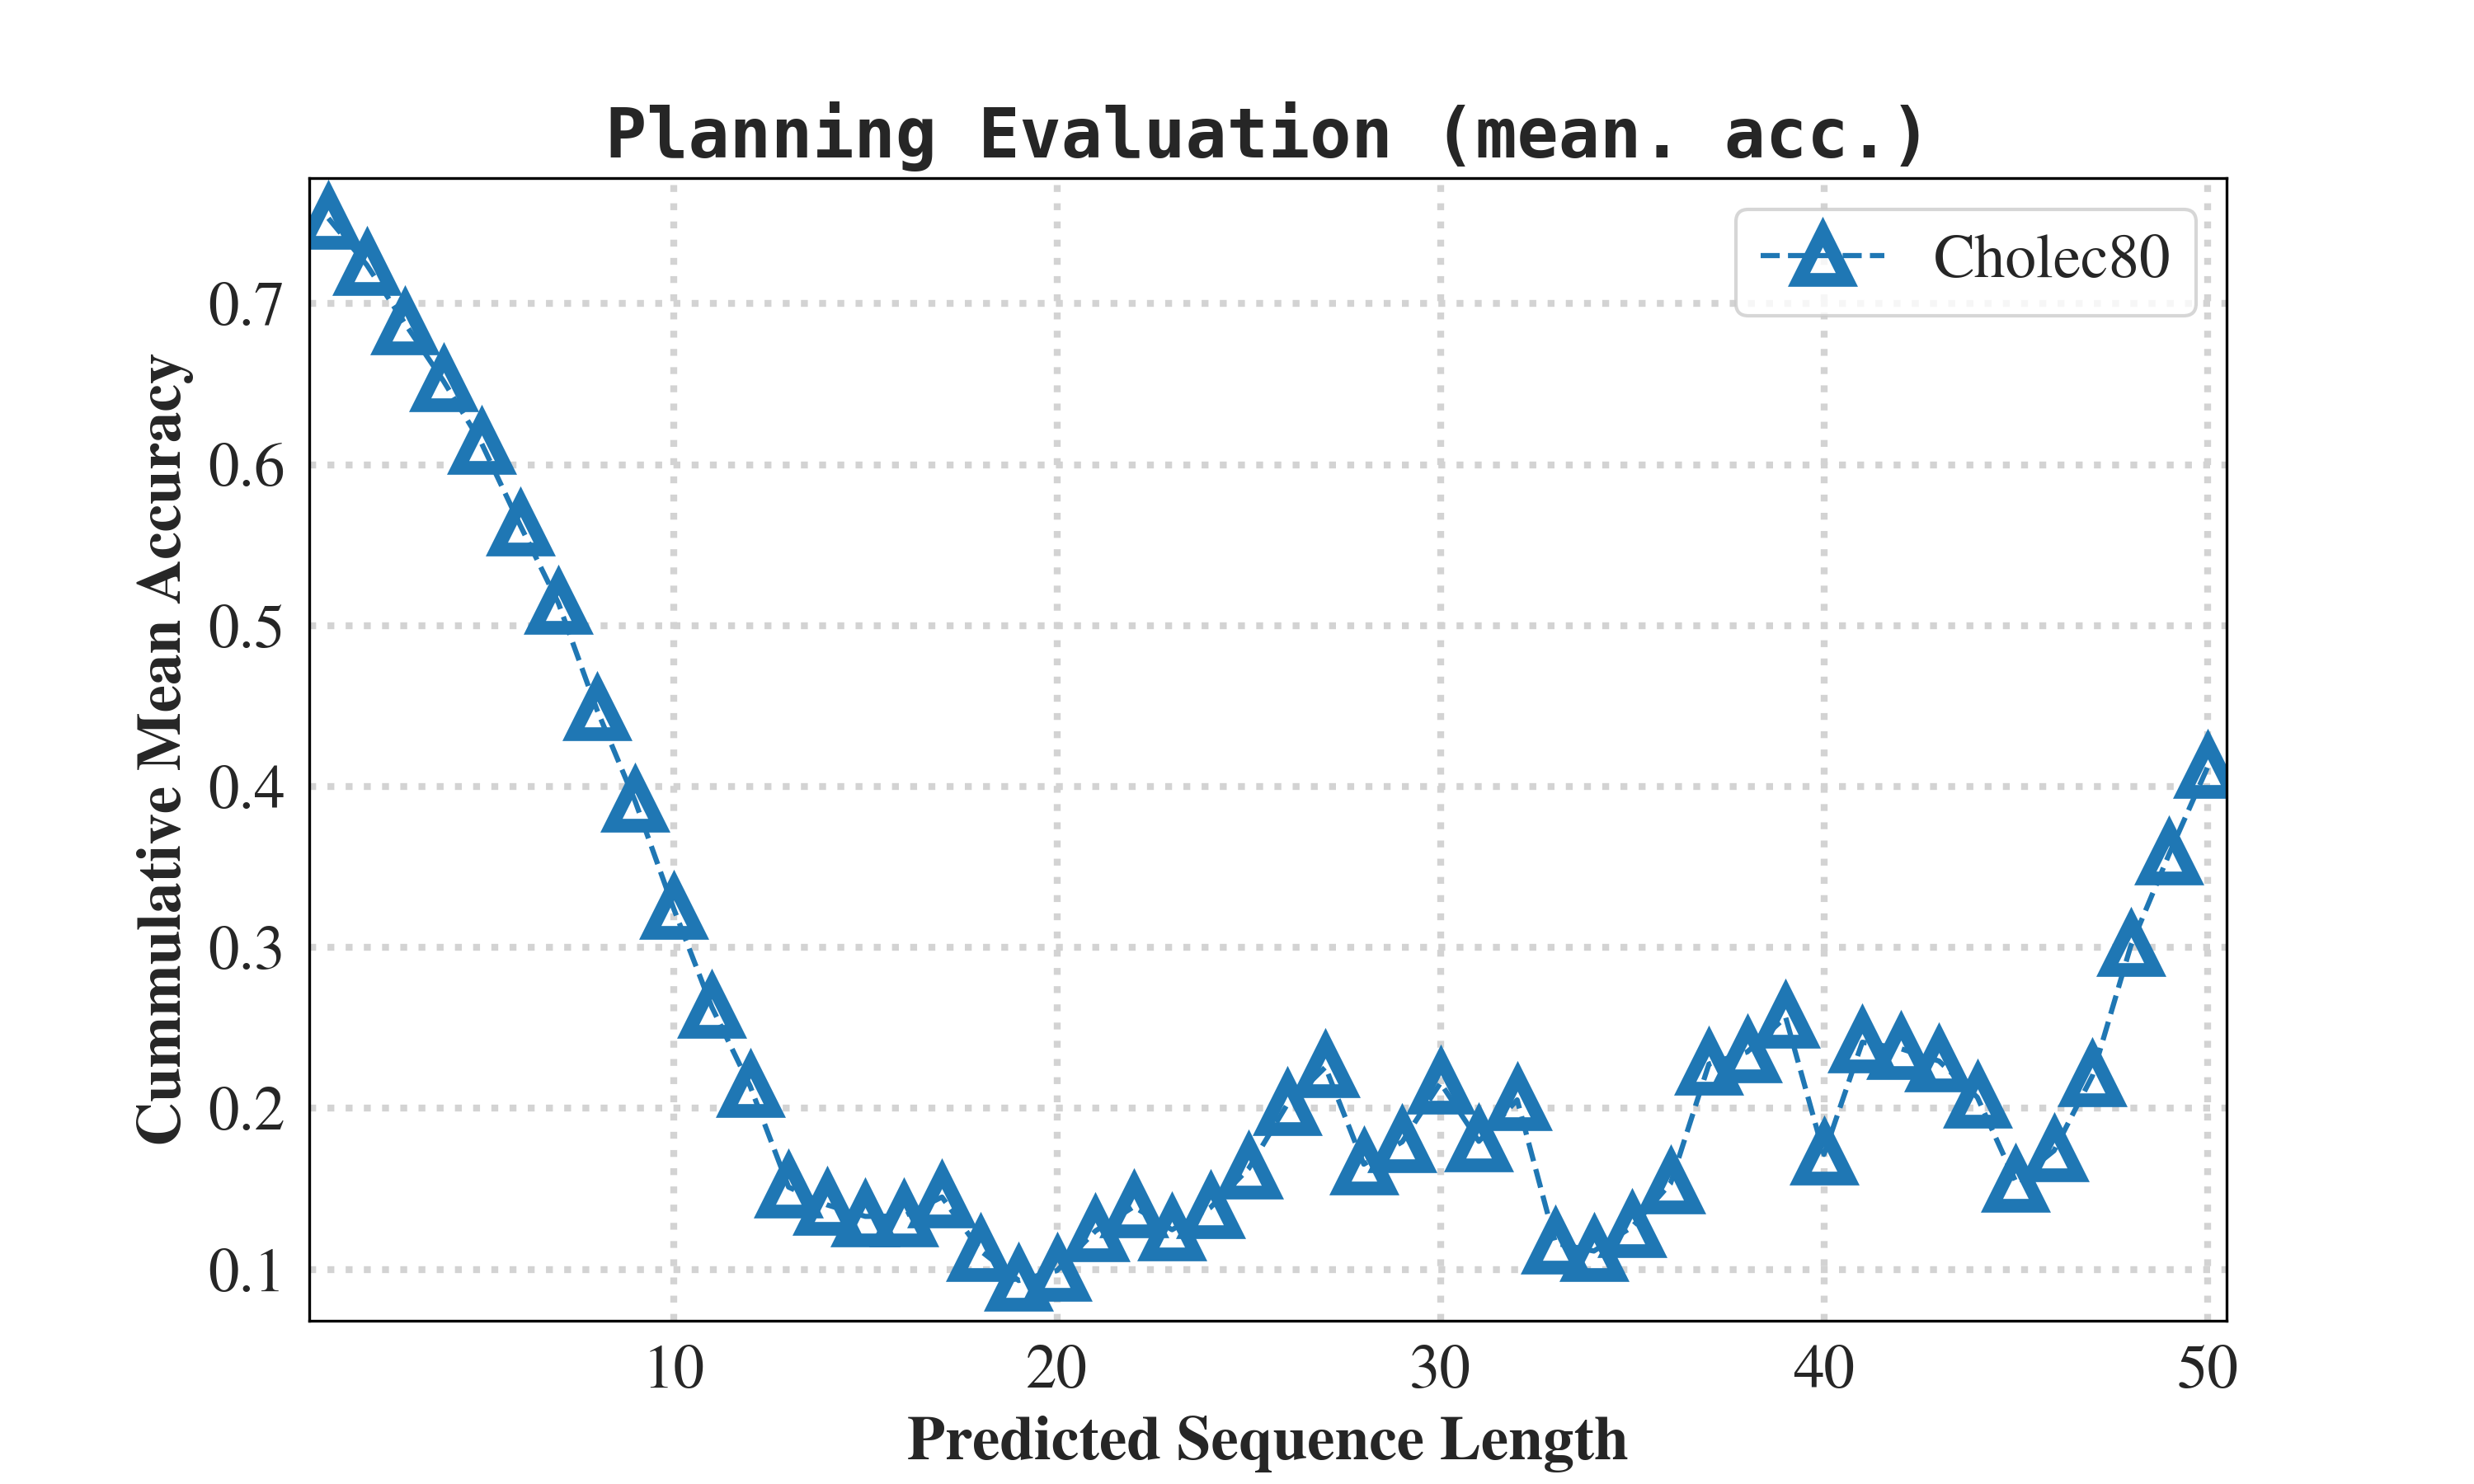 Planning Evaluation (mean. acc.)
Cholec80
Cummulative Mean Accuracy
0.7
0.6
0.5
0.4
0.3
0.2
0.1
10 20 30 40 50
Predicted Sequence Length